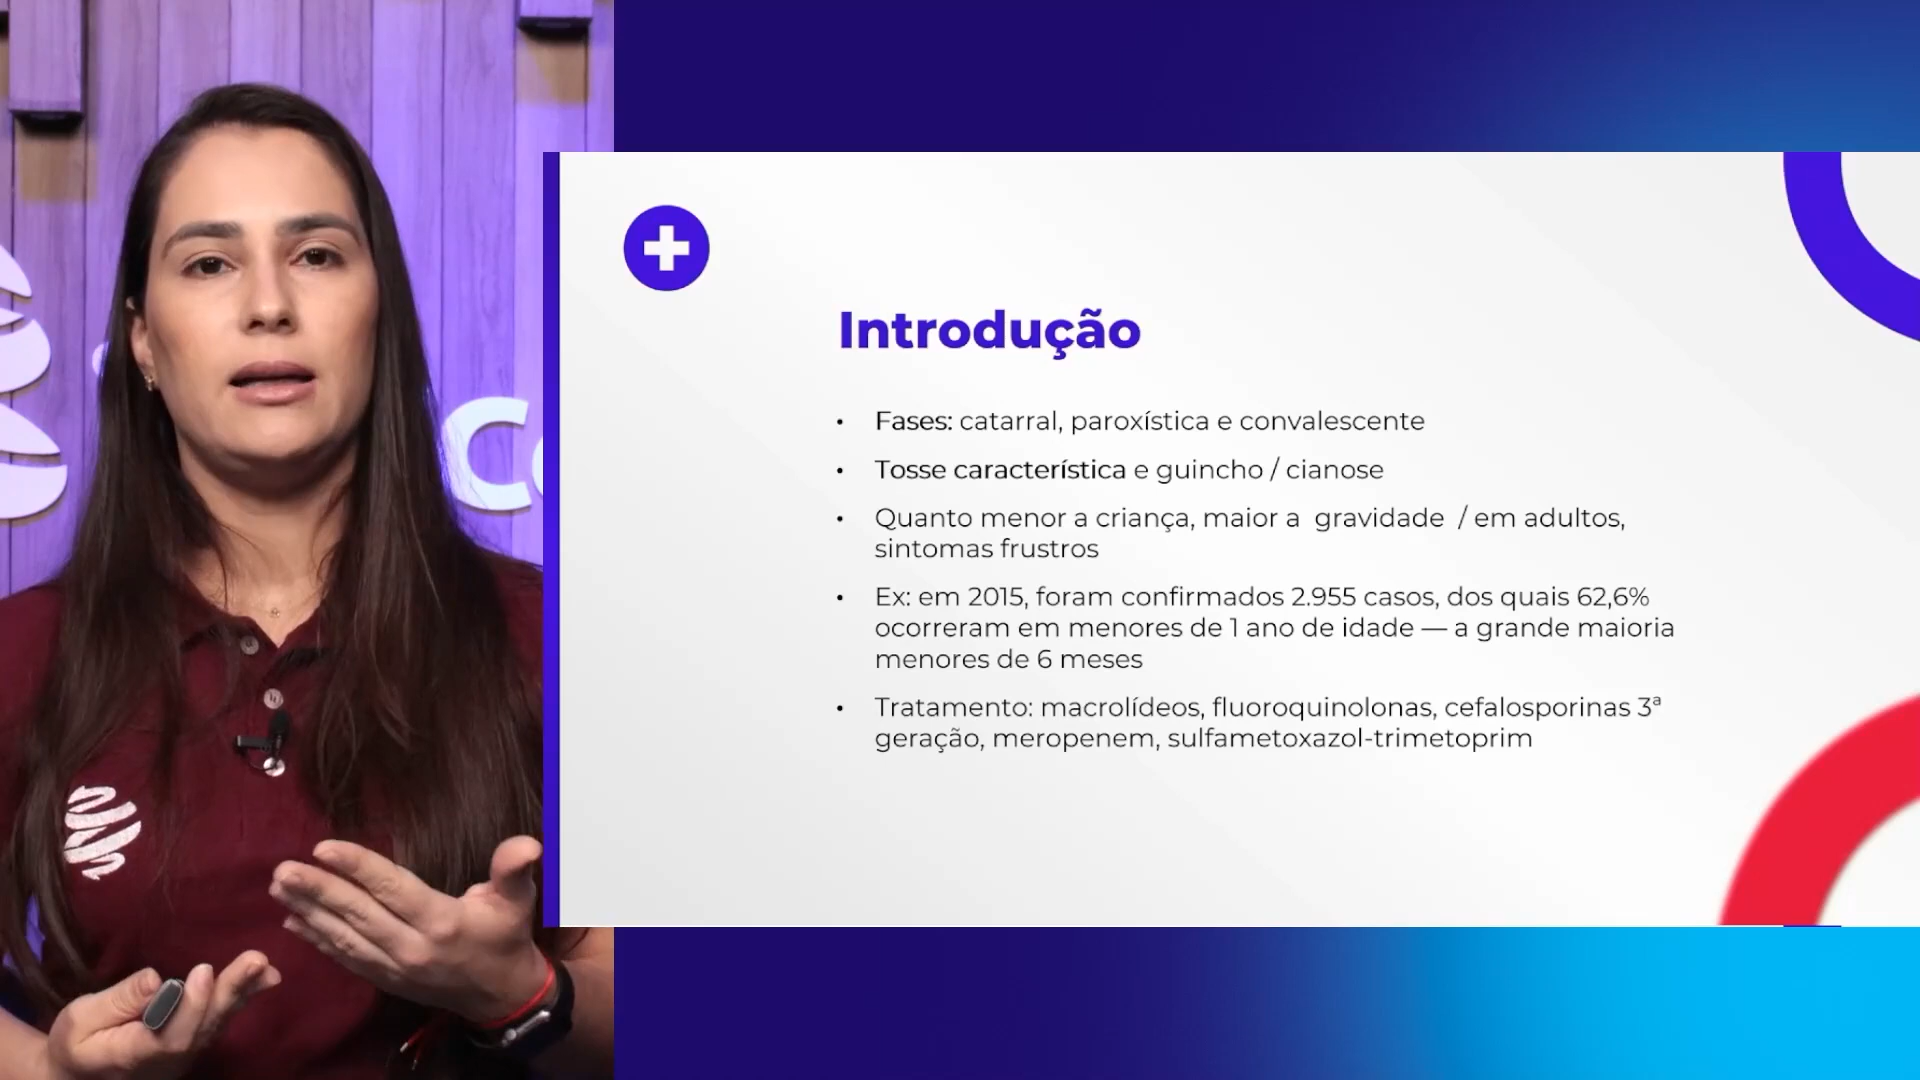 Introdução
• Fases: catarral, paroxística e convalescente
• Tosse característica e guincho / cianose
• Quanto menor a criança, maior a gravidade / em adultos,
sintomas frustros
• Ex: em 2015, foram confirmados 2.955 casos, dos quais 62,6%
ocorreram em menores de 1 ano de idade — a grande maioria
menores de 6 meses
• Tratamento: macrolídeos, fluoroquinolonas, cefalosporinas 3ª
geração, meropenem, sulfametoxazol-trimetoprim